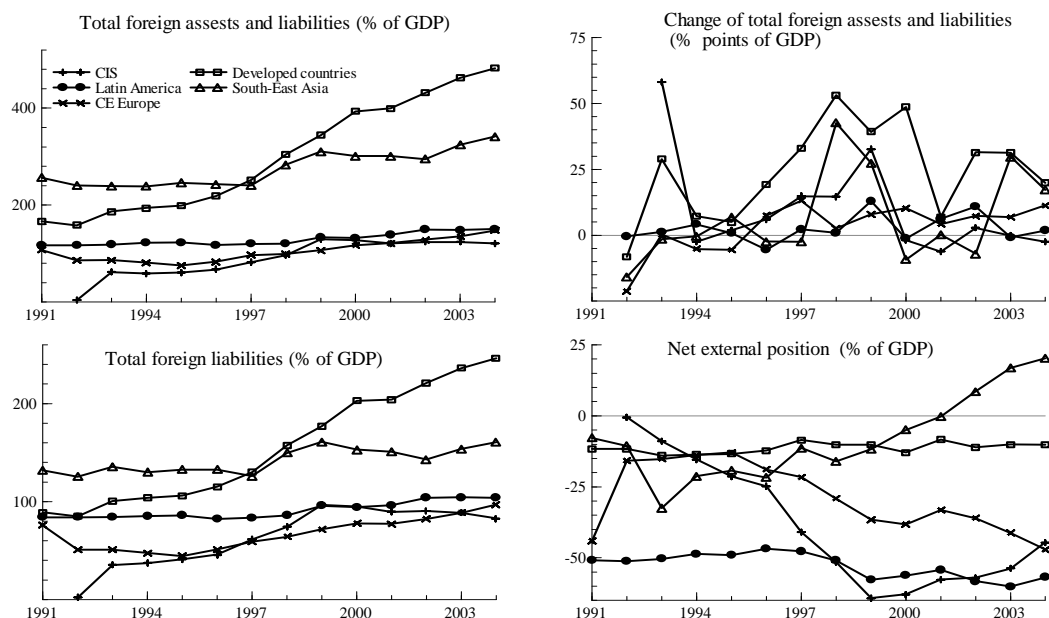 Total foreign assests and liabilities (% of GDP)
CIS
Developed countries
Latin America
South-East Asia
CE Europe
400
200
1991 1994 1997 2000 2003
Change of total foreign assests and liabilities
(% points of GDP)
75
50
25
0
1991 1994 1997 2000 2003
Total foreign liabilities (% of GDP)
200
100
1991 1994 1997 2000 2003
Net external position (% of GDP)
25
0
-25
-50
1991 1994 1997 2000 2003